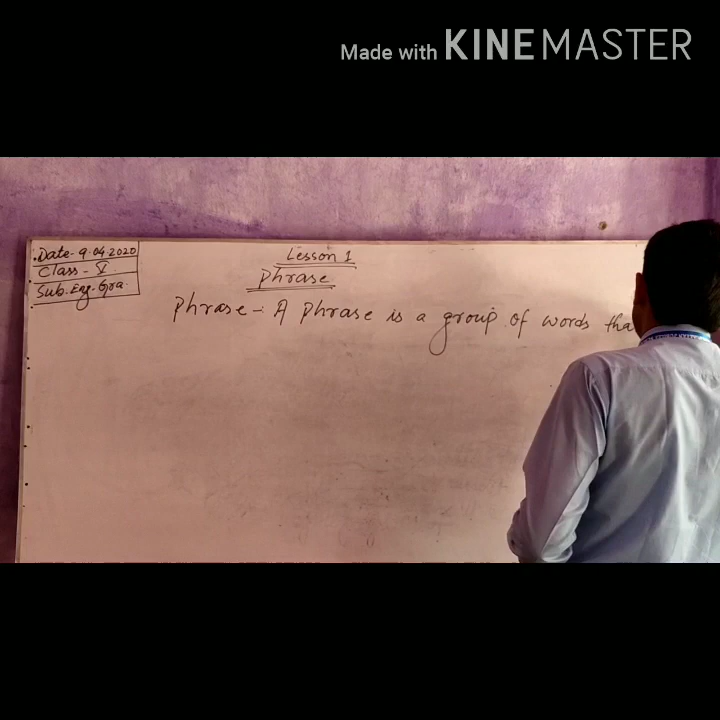 Made with KINEMASTER
Date- 9.04.2020
Class - V
Sub. Eng. Gra.
Lesson 1
Phrase
Phrase -: A Phrase is a group of words tha